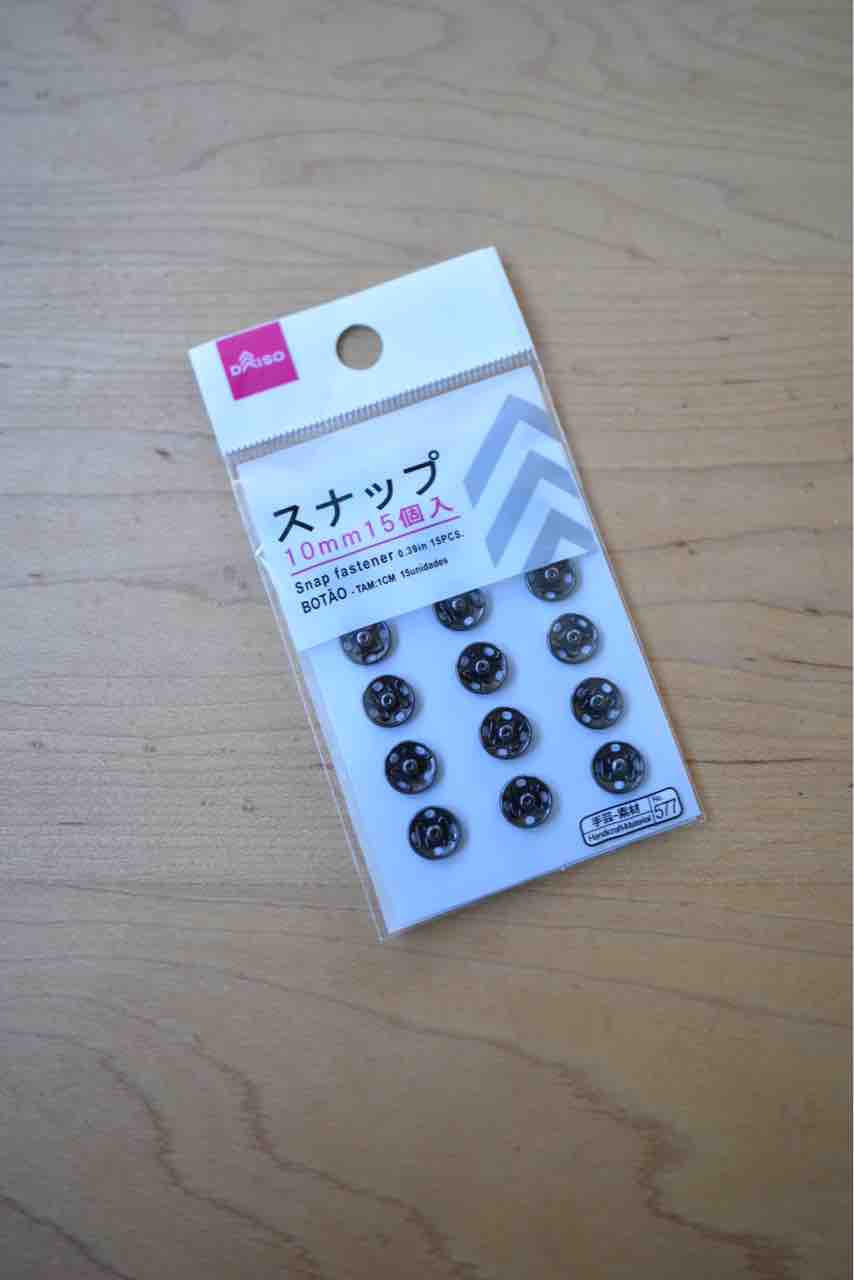 DAISO
スナップ
10mm15個入
Snap fastener 0.39in 15PCS.
BOTÃO - TAM:1CM 15unidades
手芸-素材
Handicraft-Material
No.
577